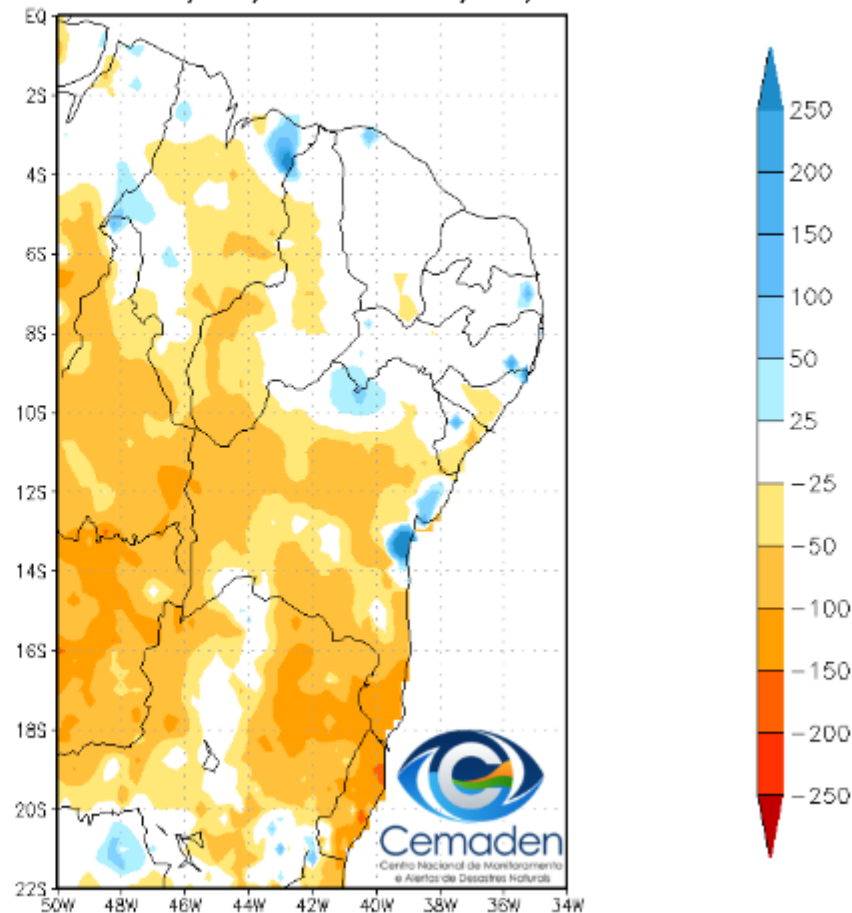 EQ
2S
4S
6S
8S
10S
12S
14S
16S
18S
20S
22S
50W 48W 46W 44W 42W 40W 38W 36W 34W
250
200
150
100
50
25
−25
−50
−100
−150
−200
−250
Cemaden
Centro Nacional de Monitoramento
e Alertas de Desastres Naturais